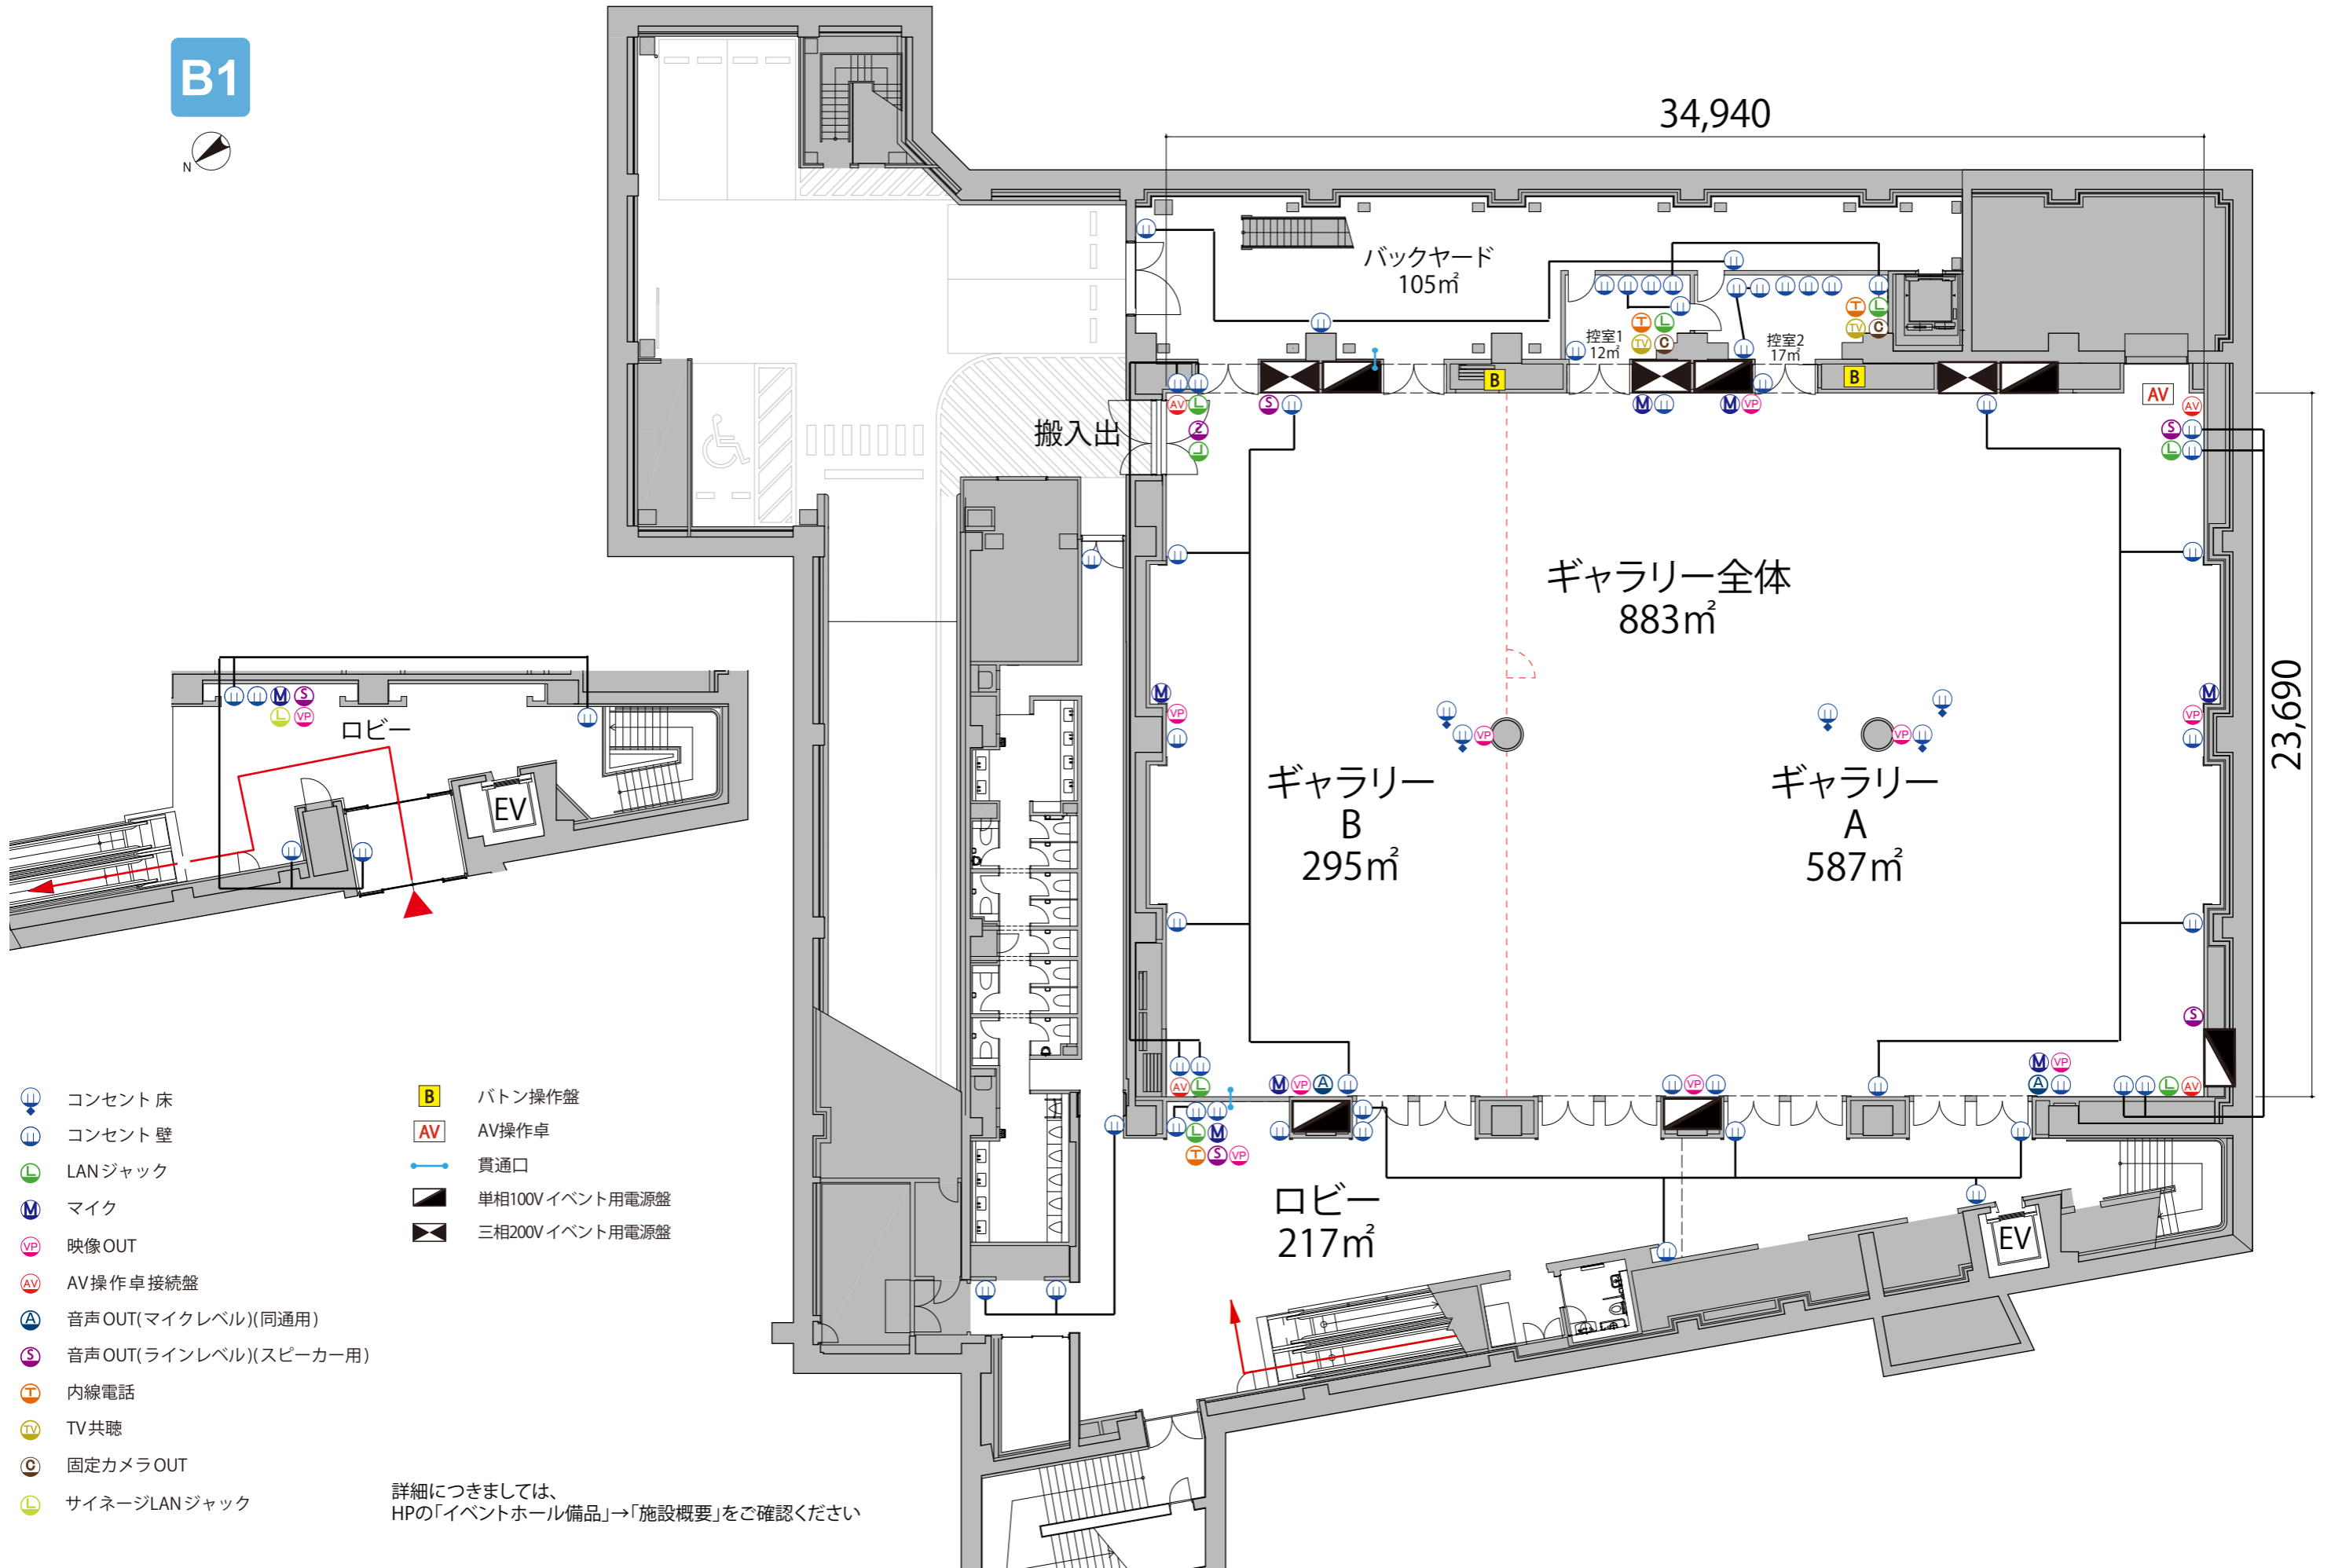 B1
N
34,940
バックヤード
105㎡
控室1
12㎡
控室2
17㎡
B
B
AV
搬入出
ギャラリー全体
883㎡
23,690
ギャラリー
B
295㎡
ギャラリー
A
587㎡
ロビー
EV
ロビー
217㎡
EV
コンセント 床
コンセント 壁
L LANジャック
M マイク
VP 映像OUT
AV AV操作卓接続盤
A 音声OUT(マイクレベル)(同通用)
S 音声OUT(ラインレベル)(スピーカー用)
T 内線電話
TV TV共聴
C 固定カメラOUT
L サイネージLANジャック
B バトン操作盤
AV AV操作卓
貫通口
単相100Vイベント用電源盤
三相200Vイベント用電源盤
詳細につきましては、
HPの「イベントホール備品」→「施設概要」をご確認ください